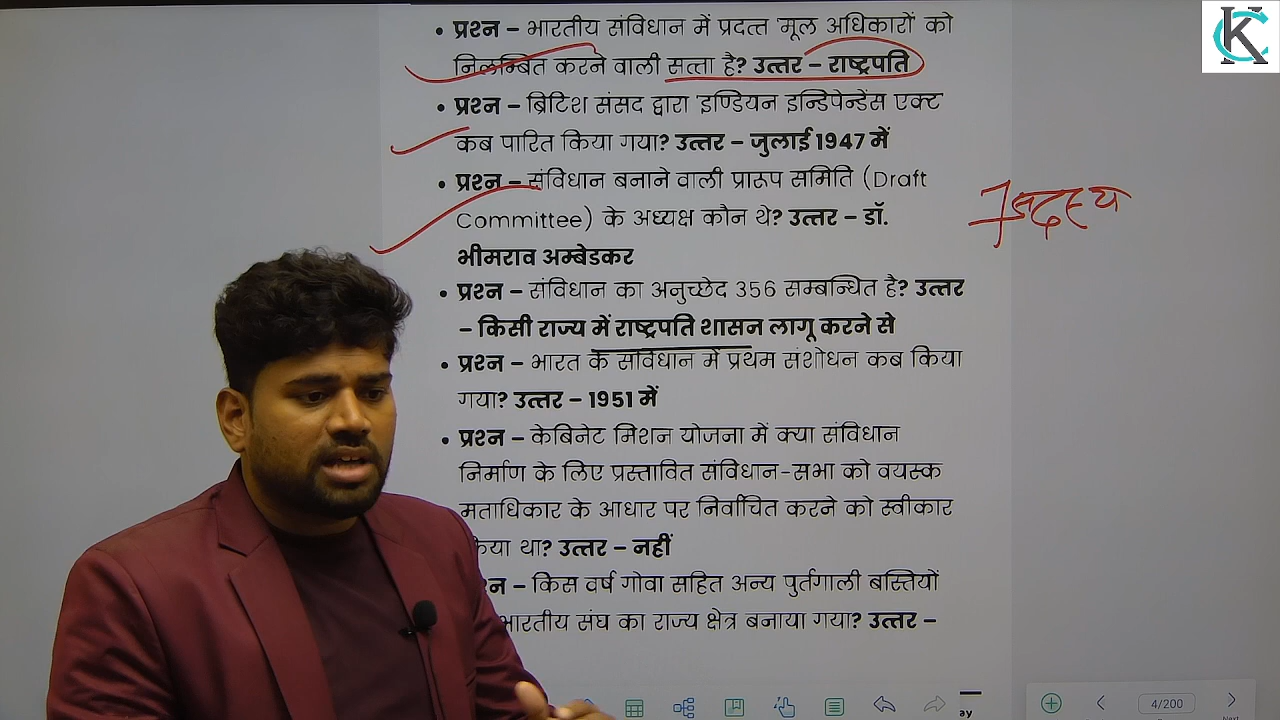 • प्रश्न – भारतीय संविधान में प्रदत्त 'मूल अधिकारों' को
निलम्बित करने वाली सत्ता है? उत्तर – राष्ट्रपति
• प्रश्न – ब्रिटिश संसद द्वारा 'इण्डियन इन्डिपेन्डेंस एक्ट'
कब पारित किया गया? उत्तर – जुलाई 1947 में
• प्रश्न – संविधान बनाने वाली प्रारूप समिति (Draft
Committee) के अध्यक्ष कौन थे? उत्तर – डॉ.
भीमराव अम्बेडकर
• प्रश्न – संविधान का अनुच्छेद 356 सम्बन्धित है? उत्तर
– किसी राज्य में राष्ट्रपति शासन लागू करने से
• प्रश्न – भारत के संविधान में प्रथम संशोधन कब किया
गया? उत्तर – 1951 में
• प्रश्न – केबिनेट मिशन योजना में क्या संविधान
निर्माण के लिए प्रस्तावित संविधान-सभा को वयस्क
मताधिकार के आधार पर निर्वाचित करने को स्वीकार
किया था? उत्तर – नहीं
– किस वर्ष गोवा सहित अन्य पुर्तगाली बस्तियों
भारतीय संघ का राज्य क्षेत्र बनाया गया? उत्तर –
KC
4/200
Next